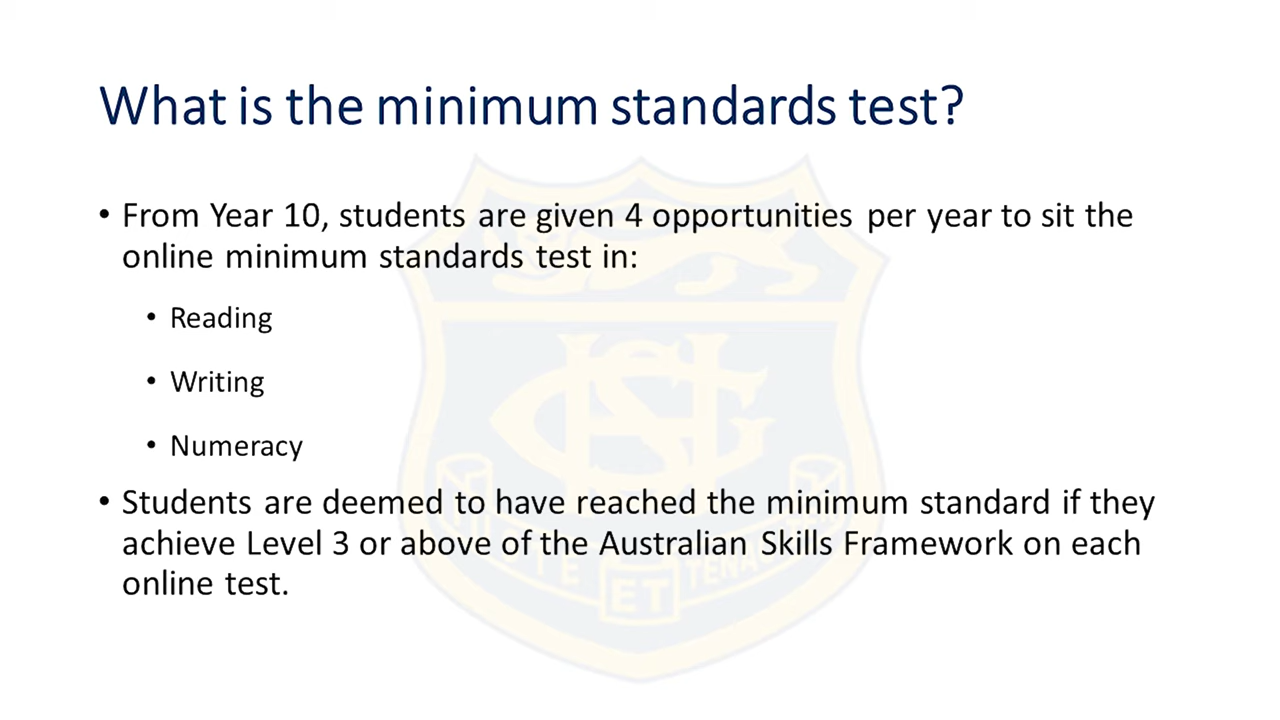 What is the minimum standards test?
• From Year 10, students are given 4 opportunities per year to sit the
online minimum standards test in:
• Reading
• Writing
• Numeracy
• Students are deemed to have reached the minimum standard if they
achieve Level 3 or above of the Australian Skills Framework on each
online test.
ET